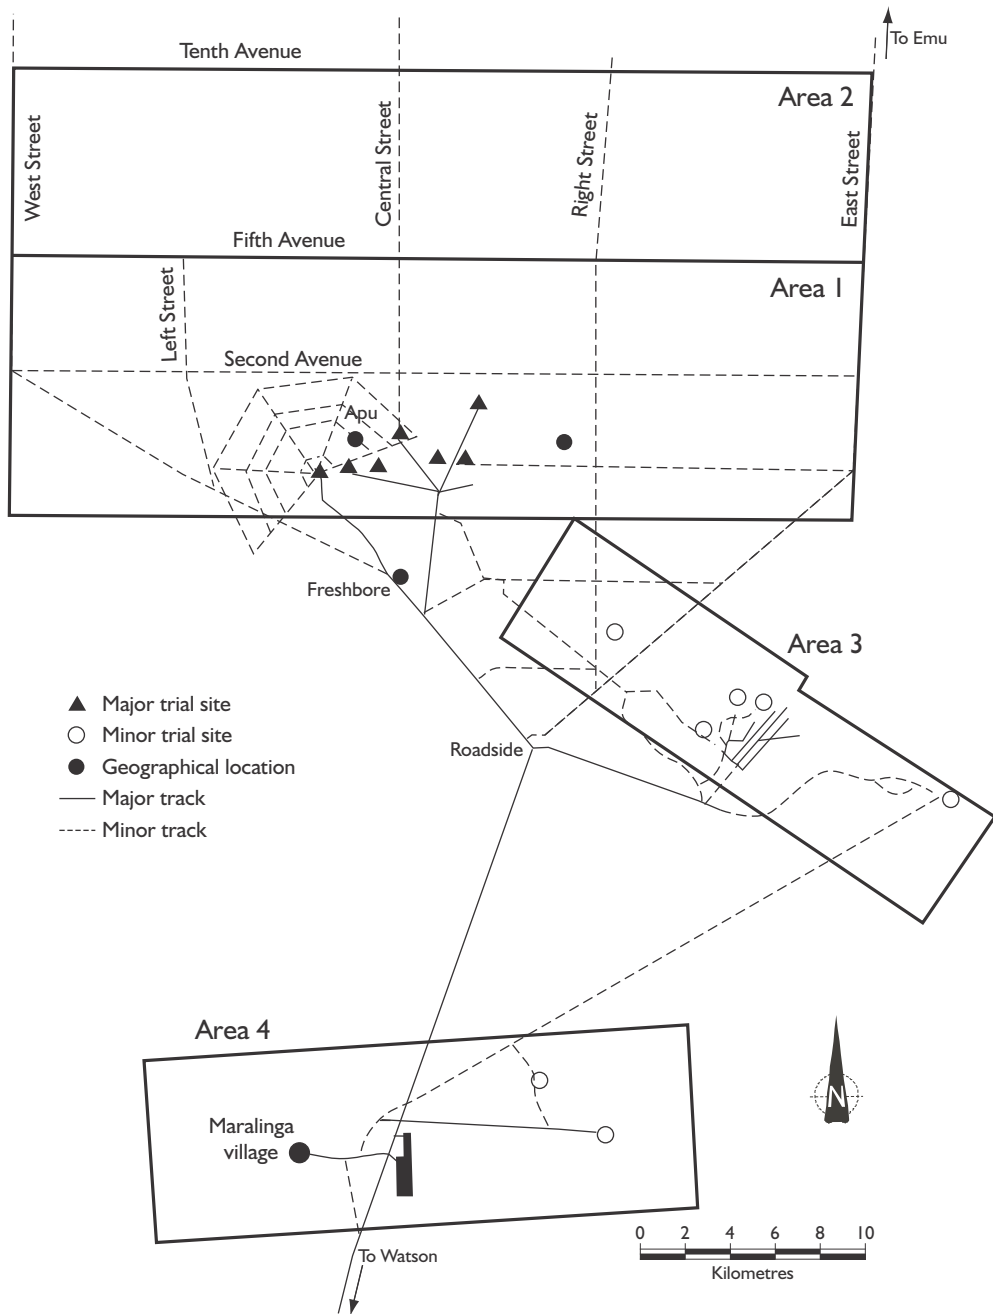 To Emu
Tenth Avenue
Area 2
West Street
Central Street
Right Street
East Street
Fifth Avenue
Area 1
Left Street
Second Avenue
Apu
Freshbore
Area 3
Major trial site
Minor trial site
Geographical location
Major track
Minor track
Roadside
Area 4
N
Maralinga
village
0 2 4 6 8 10
Kilometres
To Watson